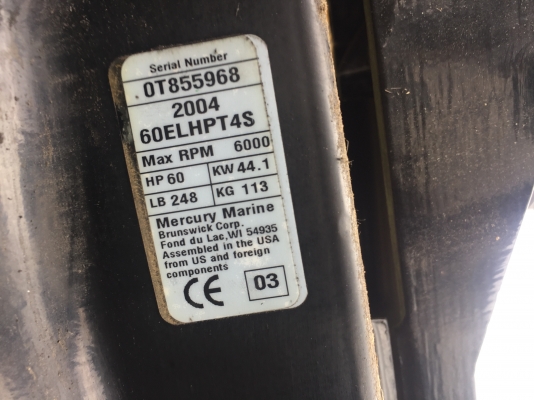 Serial Number
0T855968
2004
60ELHPT4S
Max RPM 6000
HP 60 KW 44.1
LB 248 KG 113
Mercury Marine
Brunswick Corp.
Fond du Lac,WI 54935
Assembled in the USA
from US and foreign
components
CE 03